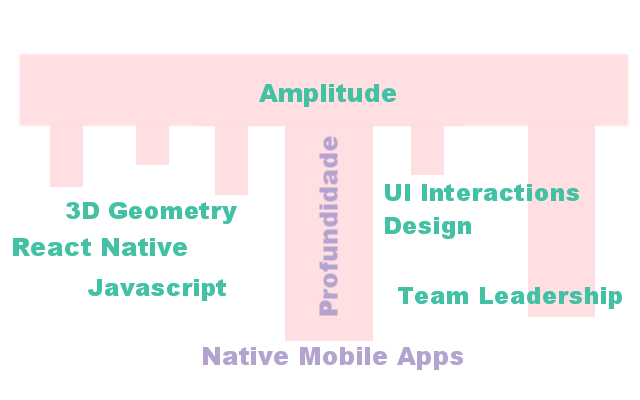 Amplitude
Profundidade
UI Interactions
Design
3D Geometry
React Native
Javascript
Team Leadership
Native Mobile Apps